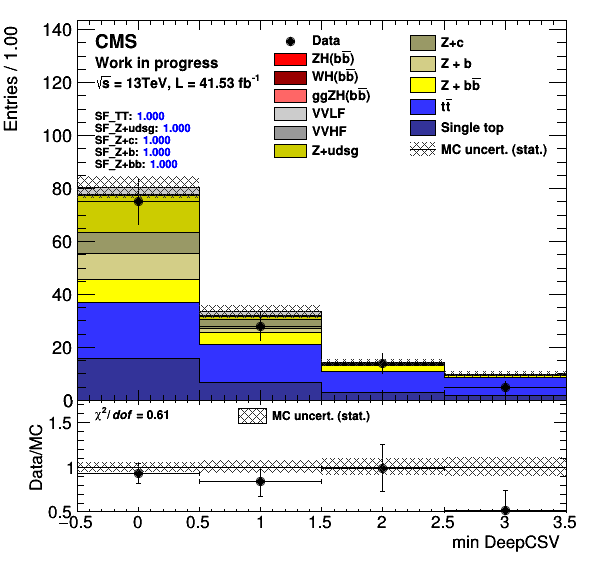 CMS
Work in progress
√s = 13TeV, L = 41.53 fb⁻¹
SF_TT: 1.000
SF_Z+udsg: 1.000
SF_Z+c: 1.000
SF_Z+b: 1.000
SF_Z+bb: 1.000
Data
ZH(bb̅)
WH(bb̅)
ggZH(bb̅)
VVLF
VVHF
Z+udsg
Z+c
Z + b
Z + bb̅
tt̅
Single top
MC uncert. (stat.)
Entries / 1.00
140
120
100
80
60
40
20
0
χ²/dof = 0.61
MC uncert. (stat.)
Data/MC
1.5
1
0.5
−0.5 0 0.5 1 1.5 2 2.5 3 3.5
min DeepCSV